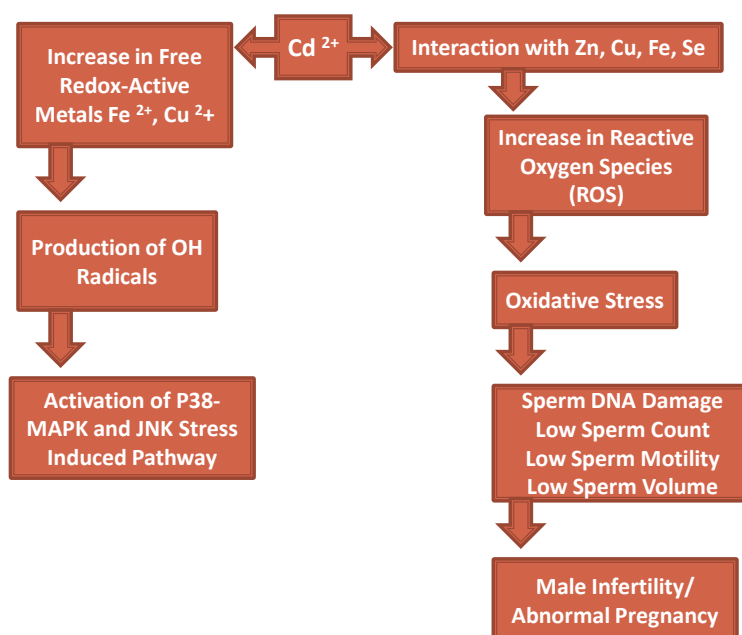 Cd ²⁺
Increase in Free
Redox-Active
Metals Fe ²⁺, Cu ²+
Production of OH
Radicals
Activation of P38-
MAPK and JNK Stress
Induced Pathway
Interaction with Zn, Cu, Fe, Se
Increase in Reactive
Oxygen Species
(ROS)
Oxidative Stress
Sperm DNA Damage
Low Sperm Count
Low Sperm Motility
Low Sperm Volume
Male Infertility/
Abnormal Pregnancy